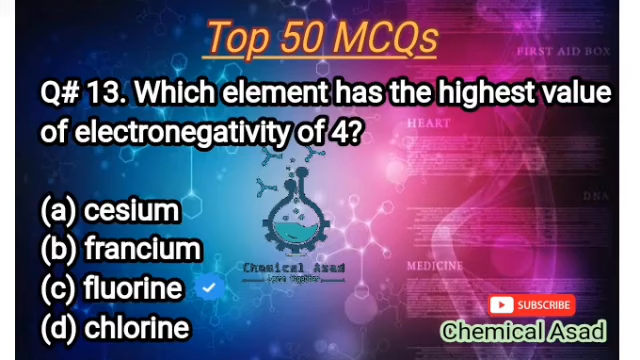 Top 50 MCQs
FIRST AID BOX
Q# 13. Which element has the highest value
of electronegativity of 4?
HEART
(a) cesium
DNA
(b) francium
(c) fluorine
(d) chlorine
Chemical Asad
MEDICINE
SUBSCRIBE
Chemical Asad